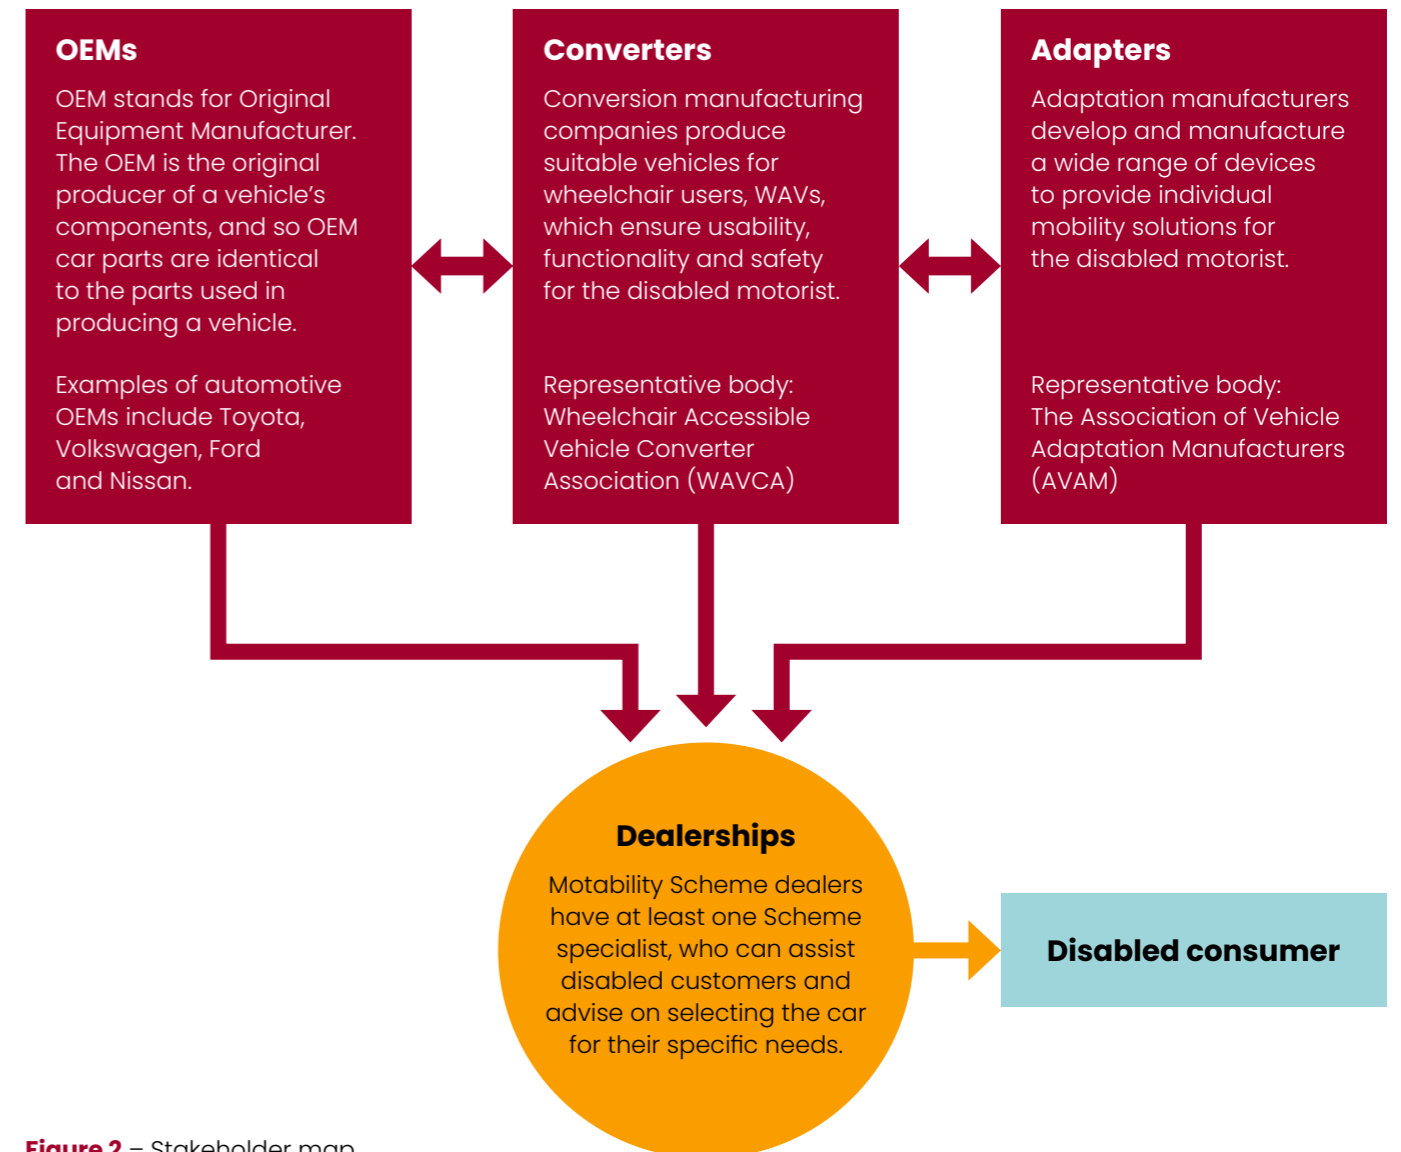 OEMs
OEM stands for Original
Equipment Manufacturer.
The OEM is the original
producer of a vehicle's
components, and so OEM
car parts are identical
to the parts used in
producing a vehicle.
Examples of automotive
OEMs include Toyota,
Volkswagen, Ford
and Nissan.
Converters
Conversion manufacturing
companies produce
suitable vehicles for
wheelchair users, WAVs,
which ensure usability,
functionality and safety
for the disabled motorist.
Representative body:
Wheelchair Accessible
Vehicle Converter
Association (WAVCA)
Adapters
Adaptation manufacturers
develop and manufacture
a wide range of devices
to provide individual
mobility solutions for
the disabled motorist.
Representative body:
The Association of Vehicle
Adaptation Manufacturers
(AVAM)
Dealerships
Motability Scheme dealers
have at least one Scheme
specialist, who can assist
disabled customers and
advise on selecting the car
for their specific needs.
Disabled consumer
Figure 2 – Stakeholder map